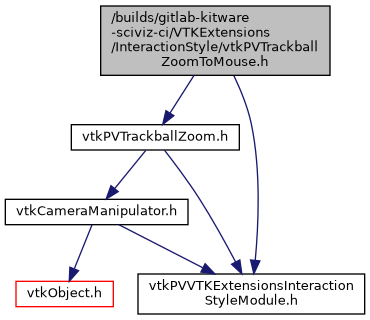 /builds/gitlab-kitware
-sciviz-ci/VTKExtensions
/InteractionStyle/vtkPVTrackball
ZoomToMouse.h
vtkPVTrackballZoom.h
vtkCameraManipulator.h
vtkObject.h
vtkPVVTKExtensionsInteraction
StyleModule.h